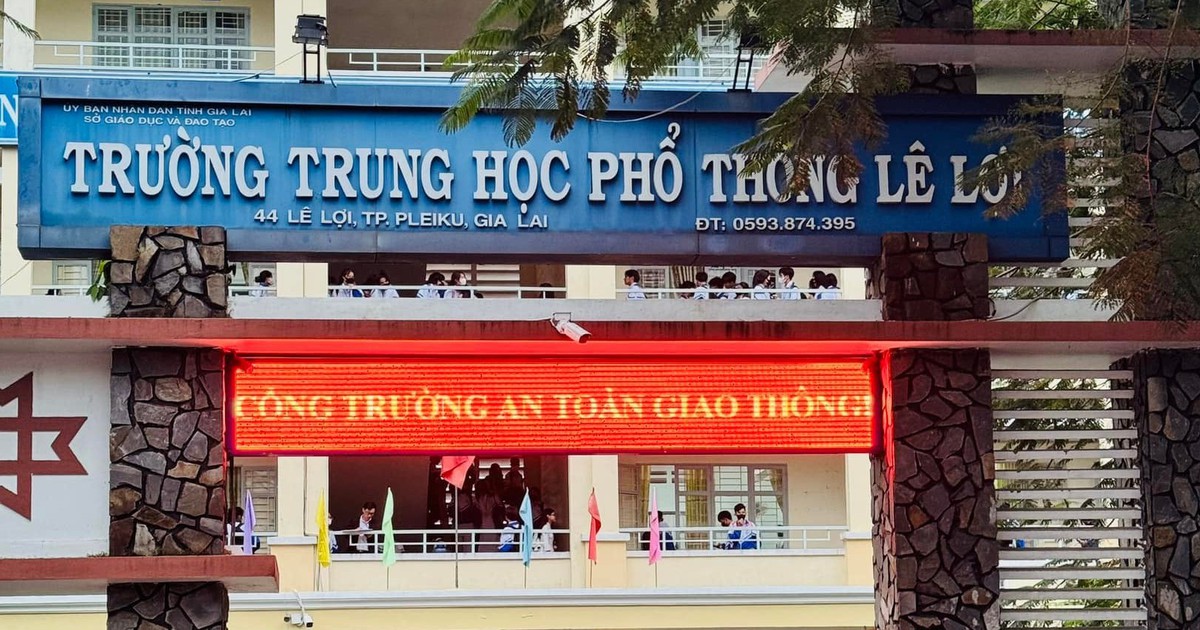 ỦY BAN NHÂN DÂN TỈNH GIA LAI
SỞ GIÁO DỤC VÀ ĐÀO TẠO
TRƯỜNG TRUNG HỌC PHỔ THÔNG LÊ LỢI
44 LÊ LỢI, TP. PLEIKU, GIA LAI
ĐT: 0593.874.395
CỔNG TRƯỜNG AN TOÀN GIAO THÔNG!